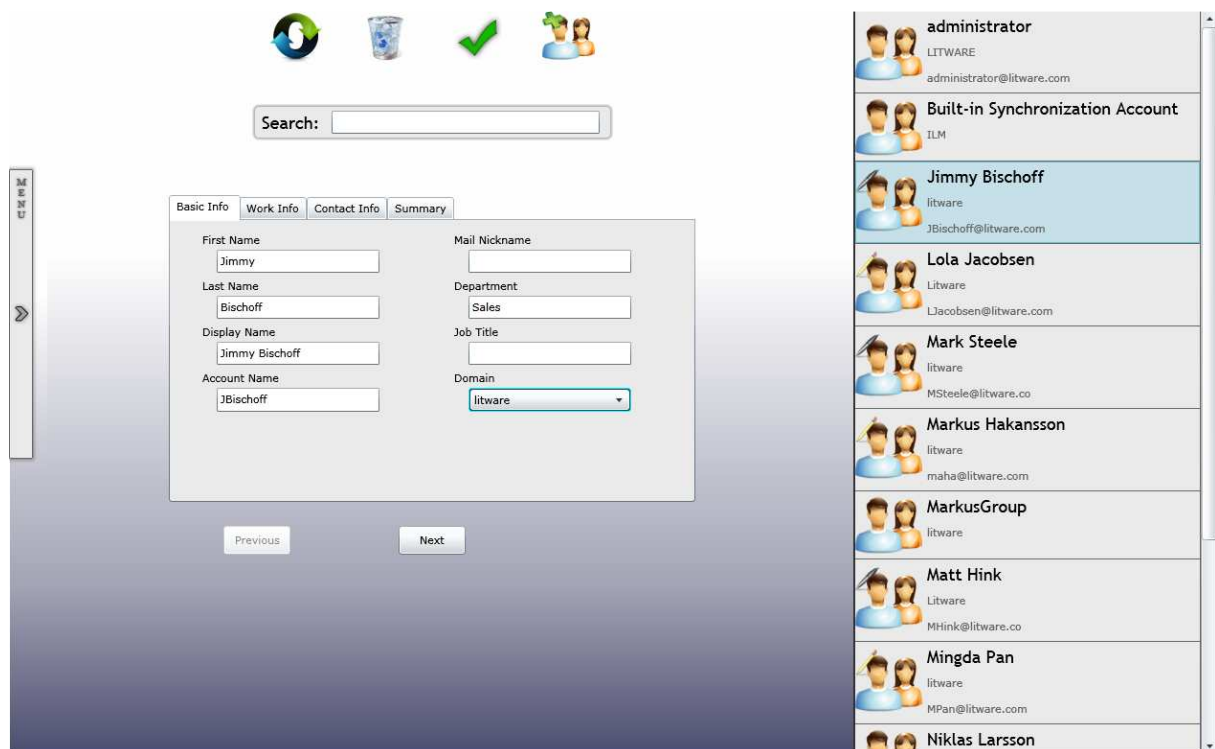 Search:
MENU
Basic Info Work Info Contact Info Summary
First Name Mail Nickname
Jimmy
Last Name Department
Bischoff Sales
Display Name Job Title
Jimmy Bischoff
Account Name Domain
JBischoff litware
Previous Next
administrator
LITWARE
administrator@litware.com
Built-in Synchronization Account
ILM
Jimmy Bischoff
litware
JBischoff@litware.com
Lola Jacobsen
Litware
LJacobsen@litware.com
Mark Steele
litware
MSteele@litware.co
Markus Hakansson
litware
maha@litware.com
MarkusGroup
litware
Matt Hink
Litware
MHink@litware.co
Mingda Pan
litware
MPan@litware.com
Niklas Larsson